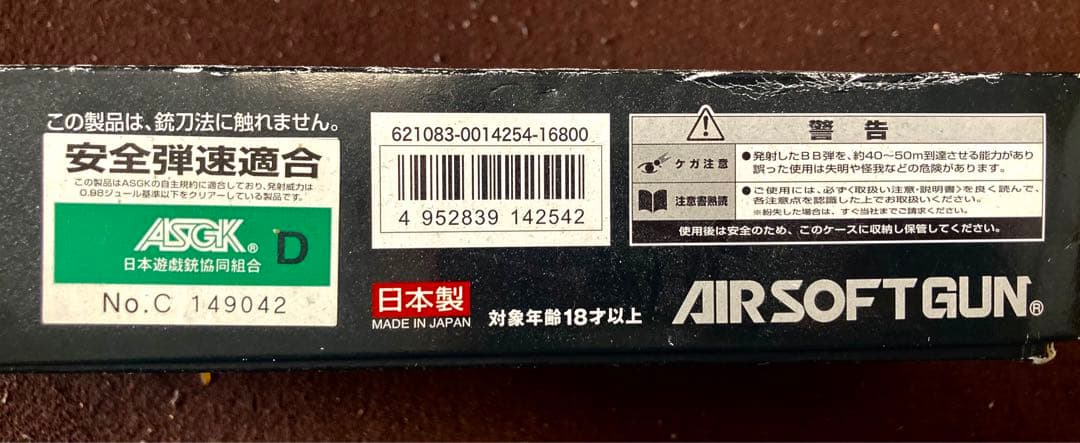 この製品は、銃刀法に触れません。
安全弾速適合
この製品はASGKの自主規約に適合しており、発射威力は
0.98ジュール基準以下をクリアーしている製品です。
ASGK® D
日本遊戯銃協同組合
No.C 149042
621083-0014254-16800
4 952839 142542
日本製
MADE IN JAPAN
対象年齢18才以上
警告
ケガ注意
●発射したBB弾を、約40〜50m到達させる能力があり
誤った使用は失明や怪我などの危険があります。
注意書熟読
●ご使用には、必ず《取扱い注意・説明書》を良く読んで、
各注意点を認識した上でお取扱いください。
※紛失した場合は、すぐ当社までご請求ください。
使用後は安全のため、このケースに収納し保管してください。
AIRSOFTGUN®